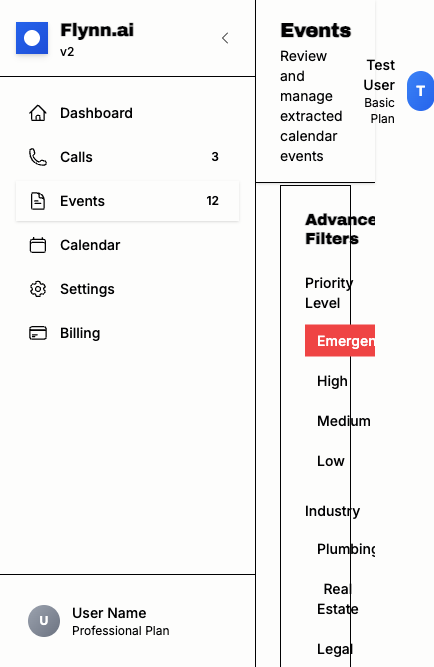 Flynn.ai
v2
Dashboard
Calls 3
Events 12
Calendar
Settings
Billing
U
User Name
Professional Plan
Events
Review
and
manage
extracted
calendar
events
Test
User
Basic
Plan
T
Advance
Filters
Priority
Level
Emergen
High
Medium
Low
Industry
Plumbing
Real
Estate
Legal